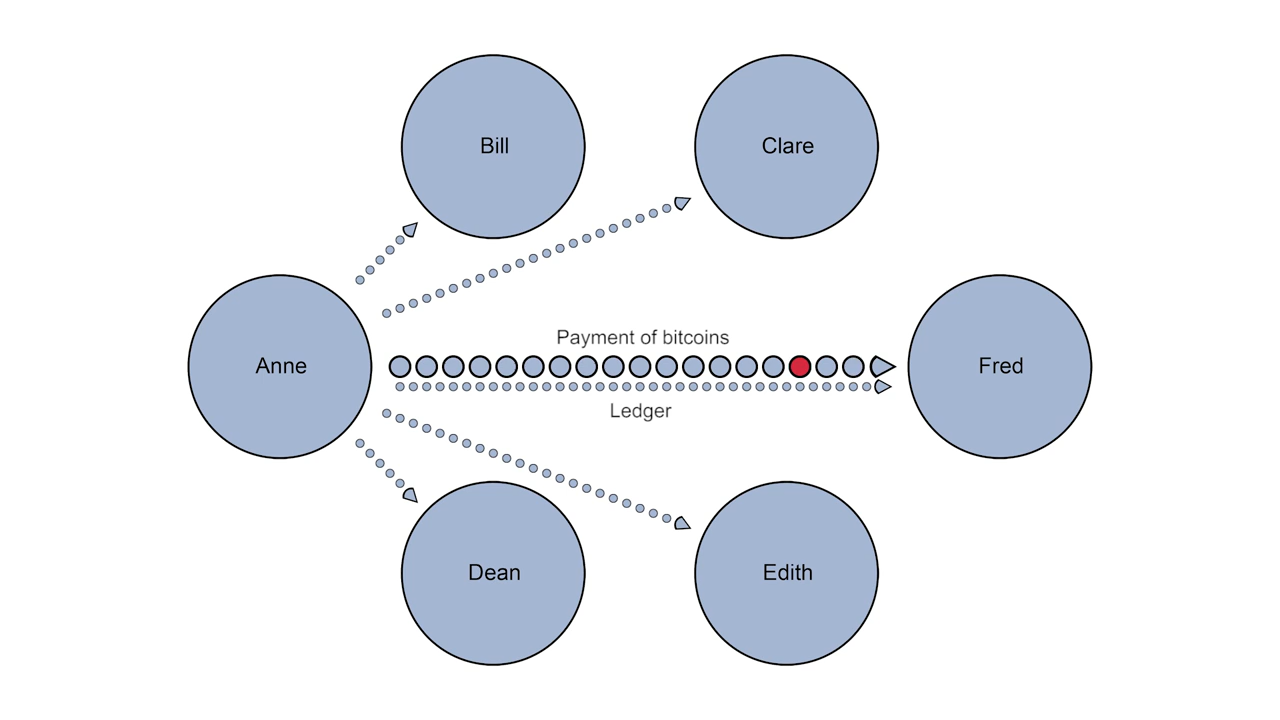 Bill
Clare
Payment of bitcoins
Anne
Fred
Ledger
Dean
Edith